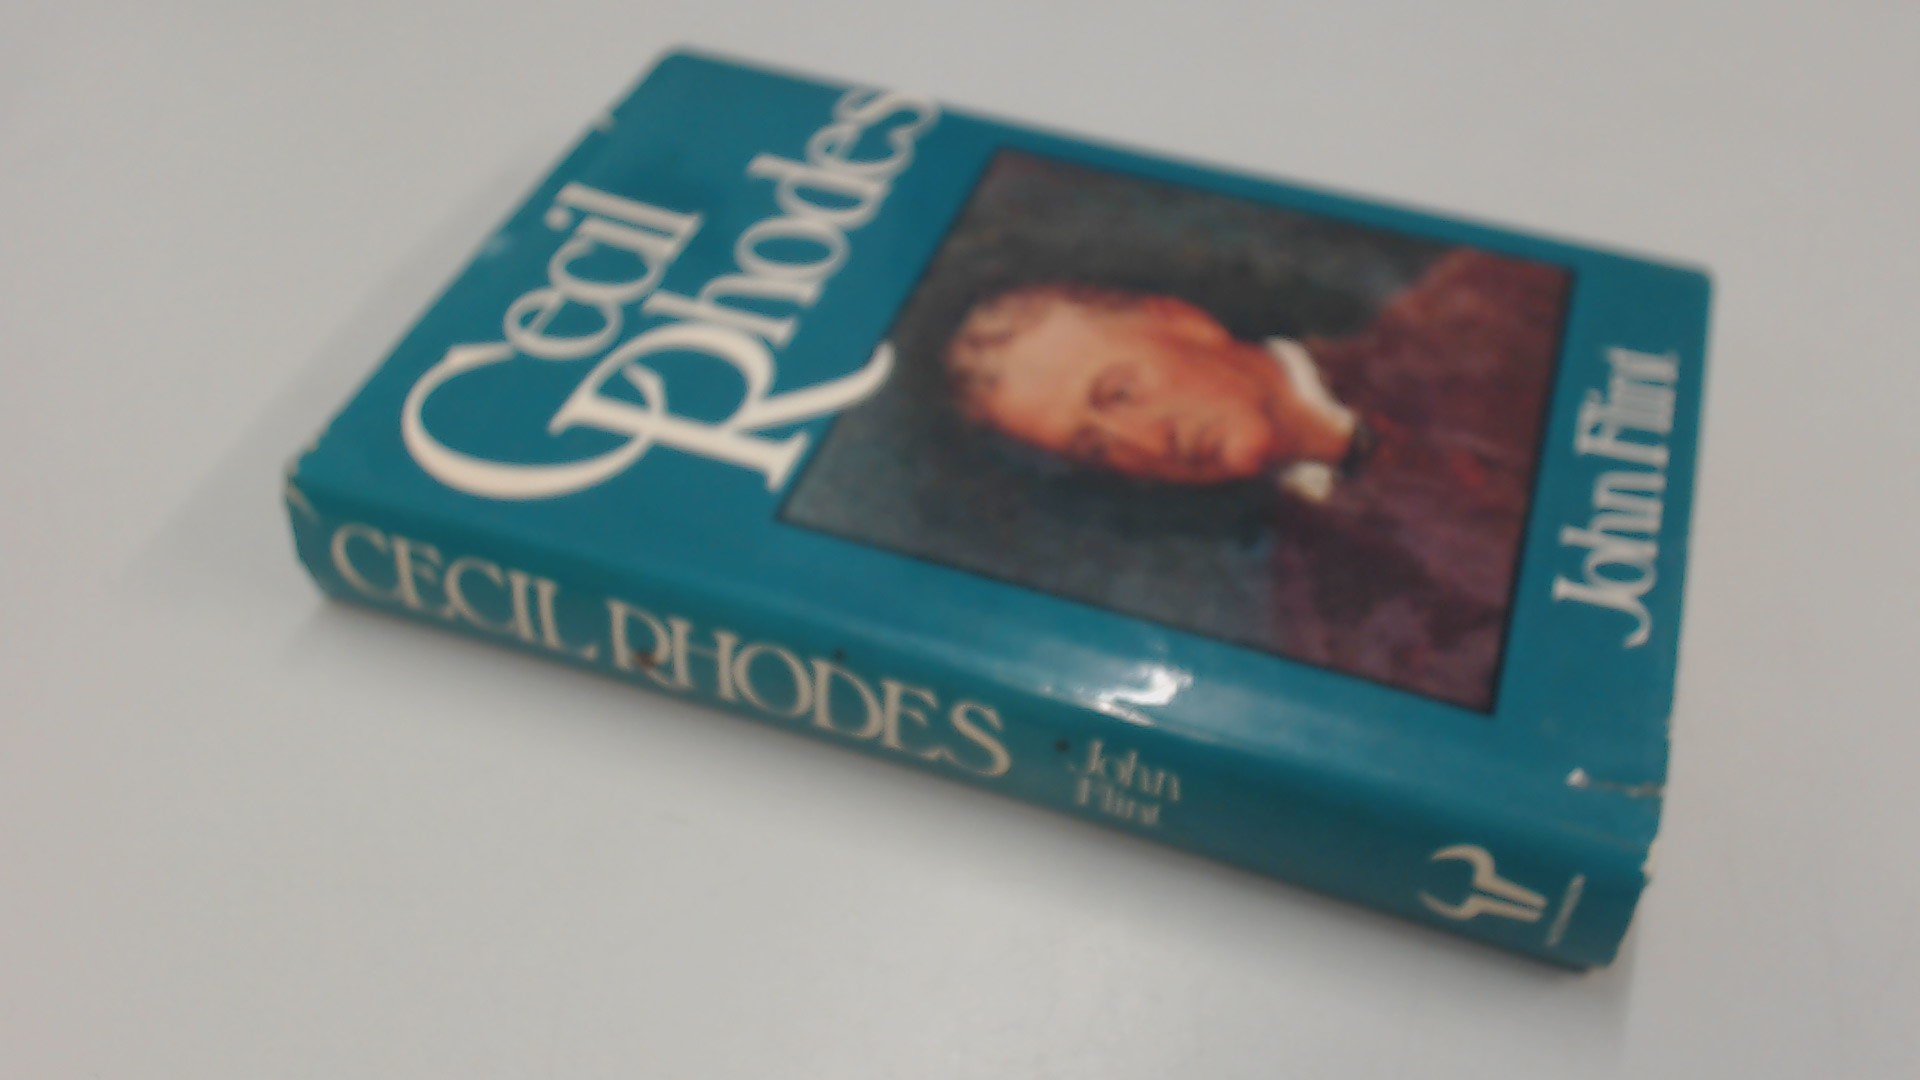 Cecil
Rhodes
John Flint
CECIL RHODES
John
Flint